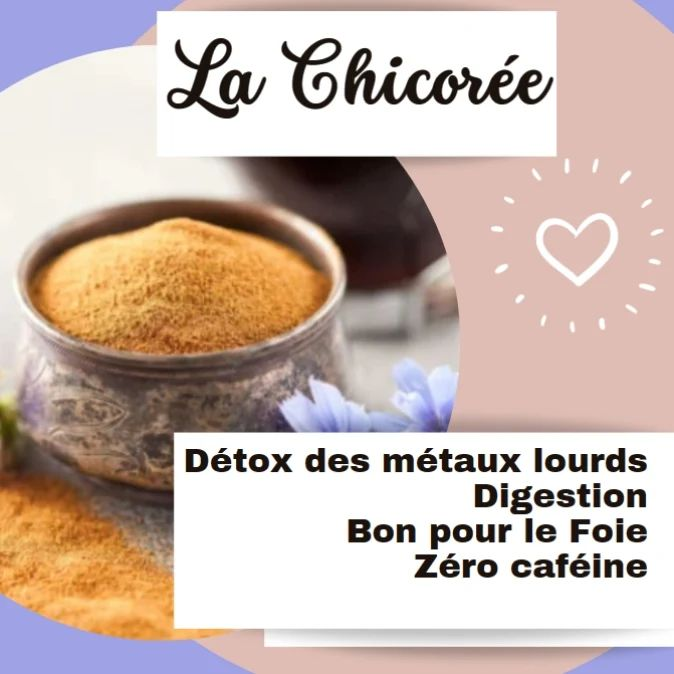 La Chicorée
Détox des métaux lourds
Digestion
Bon pour le Foie
Zéro caféine